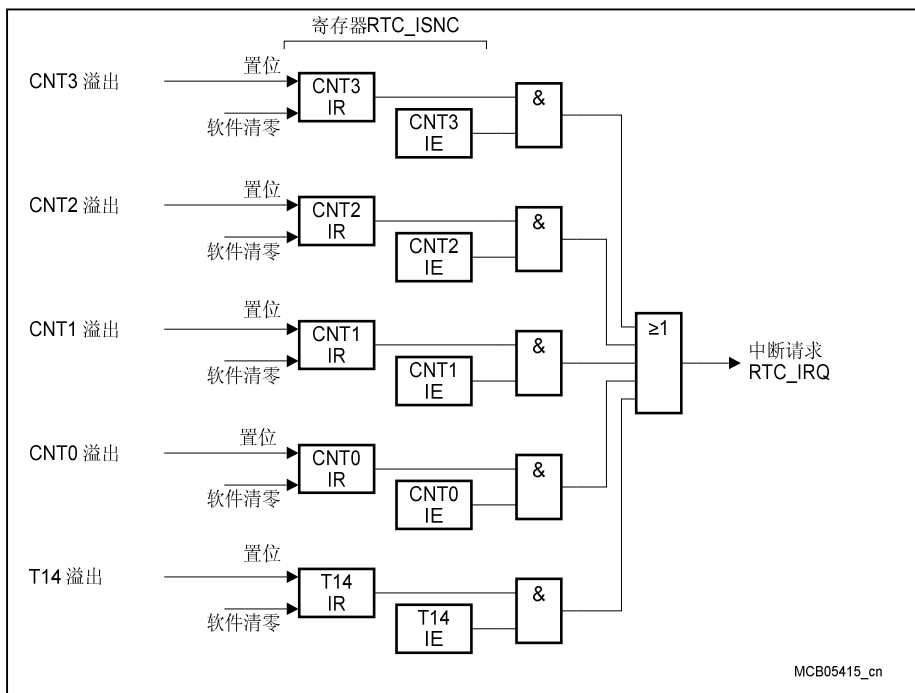 寄存器RTC_ISNC
置位
CNT3 溢出
CNT3
IR
软件清零
CNT3
IE
&
置位
CNT2 溢出
CNT2
IR
软件清零
CNT2
IE
&
置位
CNT1 溢出
CNT1
IR
软件清零
CNT1
IE
&
≥1
中断请求
RTC_IRQ
置位
CNT0 溢出
CNT0
IR
软件清零
CNT0
IE
&
置位
T14 溢出
T14
IR
软件清零
T14
IE
&
MCB05415_cn